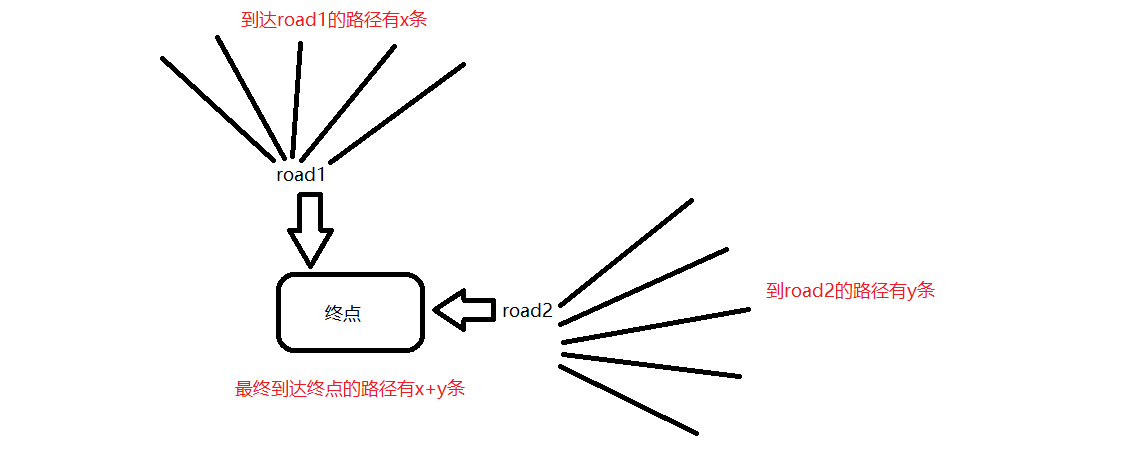 到达road1的路径有x条
road1
终点
road2
到road2的路径有y条
最终到达终点的路径有x+y条